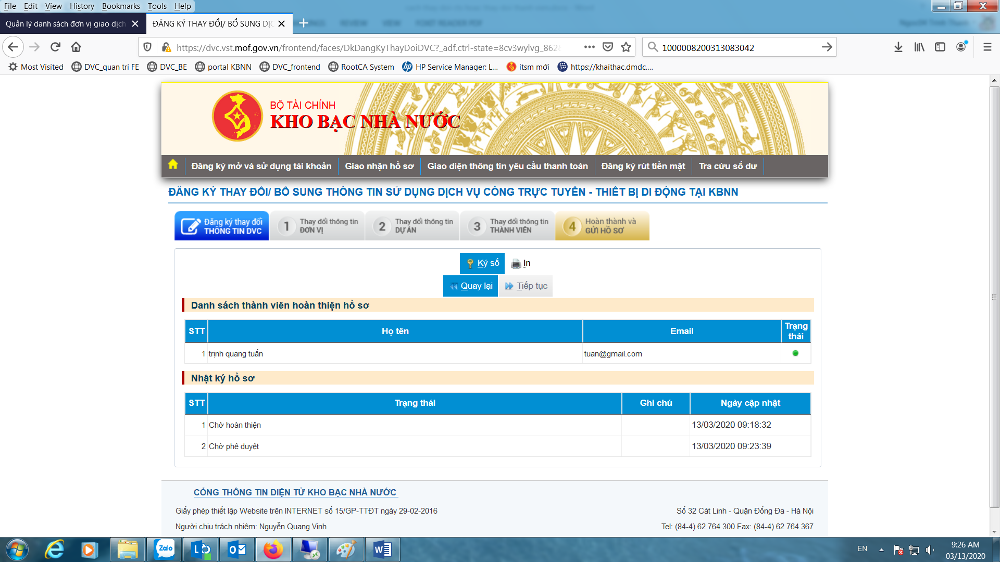 File Edit View History Bookmarks Tools Help
Quản lý danh sách đơn vị giao dịch
ĐĂNG KÝ THAY ĐỔI/ BỔ SUNG DỊC
https://dvc.vst.mof.gov.vn/frontend/faces/DkDangKyThayDoiDVC?_adf.ctrl-state=8cv3wylvg_862
1000008200313083042
Most Visited DVC_quan tri FE DVC_BE portal KBNN DVC_frontend RootCA System HP Service Manager: L... itsm mới https://khaithac.dmdc....
BỘ TÀI CHÍNH
KHO BẠC NHÀ NƯỚC
Đăng ký mở và sử dụng tài khoản Giao nhận hồ sơ Giao diện thông tin yêu cầu thanh toán Đăng ký rút tiền mặt Tra cứu số dư
ĐĂNG KÝ THAY ĐỔI/ BỔ SUNG THÔNG TIN SỬ DỤNG DỊCH VỤ CÔNG TRỰC TUYẾN - THIẾT BỊ DI ĐỘNG TẠI KBNN
Đăng ký thay đổi
THÔNG TIN DVC
1 Thay đổi thông tin
ĐƠN VỊ
2 Thay đổi thông tin
DỰ ÁN
3 Thay đổi thông tin
THÀNH VIÊN
4 Hoàn thành và
GỬI HỒ SƠ
Ký số In
Quay lại Tiếp tục
Danh sách thành viên hoàn thiện hồ sơ
STT Họ tên Email Trạng thái
1 trịnh quang tuấn tuan@gmail.com
Nhật ký hồ sơ
STT Trạng thái Ghi chú Ngày cập nhật
1 Chờ hoàn thiện 13/03/2020 09:18:32
2 Chờ phê duyệt 13/03/2020 09:23:39
CỔNG THÔNG TIN ĐIỆN TỬ KHO BẠC NHÀ NƯỚC
Giấy phép thiết lập Website trên INTERNET số 15/GP-TTĐT ngày 29-02-2016
Số 32 Cát Linh - Quận Đống Đa - Hà Nội
Người chịu trách nhiệm: Nguyễn Quang Vinh
Tel: (84-4) 62 764 300 Fax: (84-4) 62 764 367
Zalo
EN
9:26 AM
03/13/2020